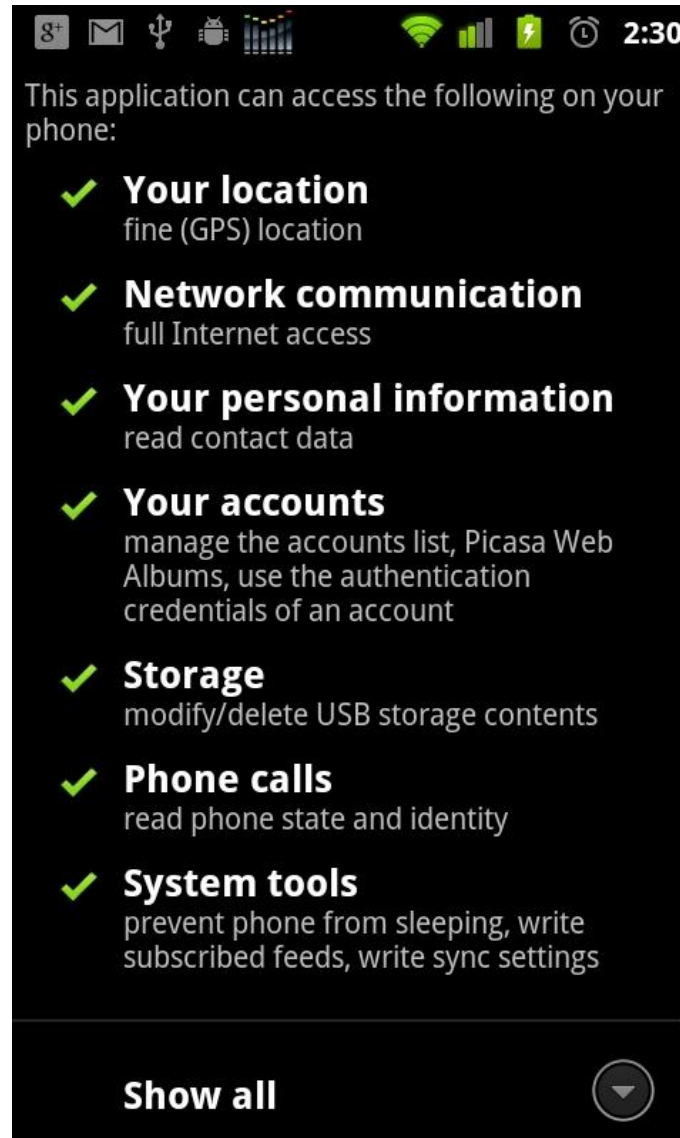 g+ 2:30
This application can access the following on your
phone:
Your location
fine (GPS) location
Network communication
full Internet access
Your personal information
read contact data
Your accounts
manage the accounts list, Picasa Web
Albums, use the authentication
credentials of an account
Storage
modify/delete USB storage contents
Phone calls
read phone state and identity
System tools
prevent phone from sleeping, write
subscribed feeds, write sync settings
Show all